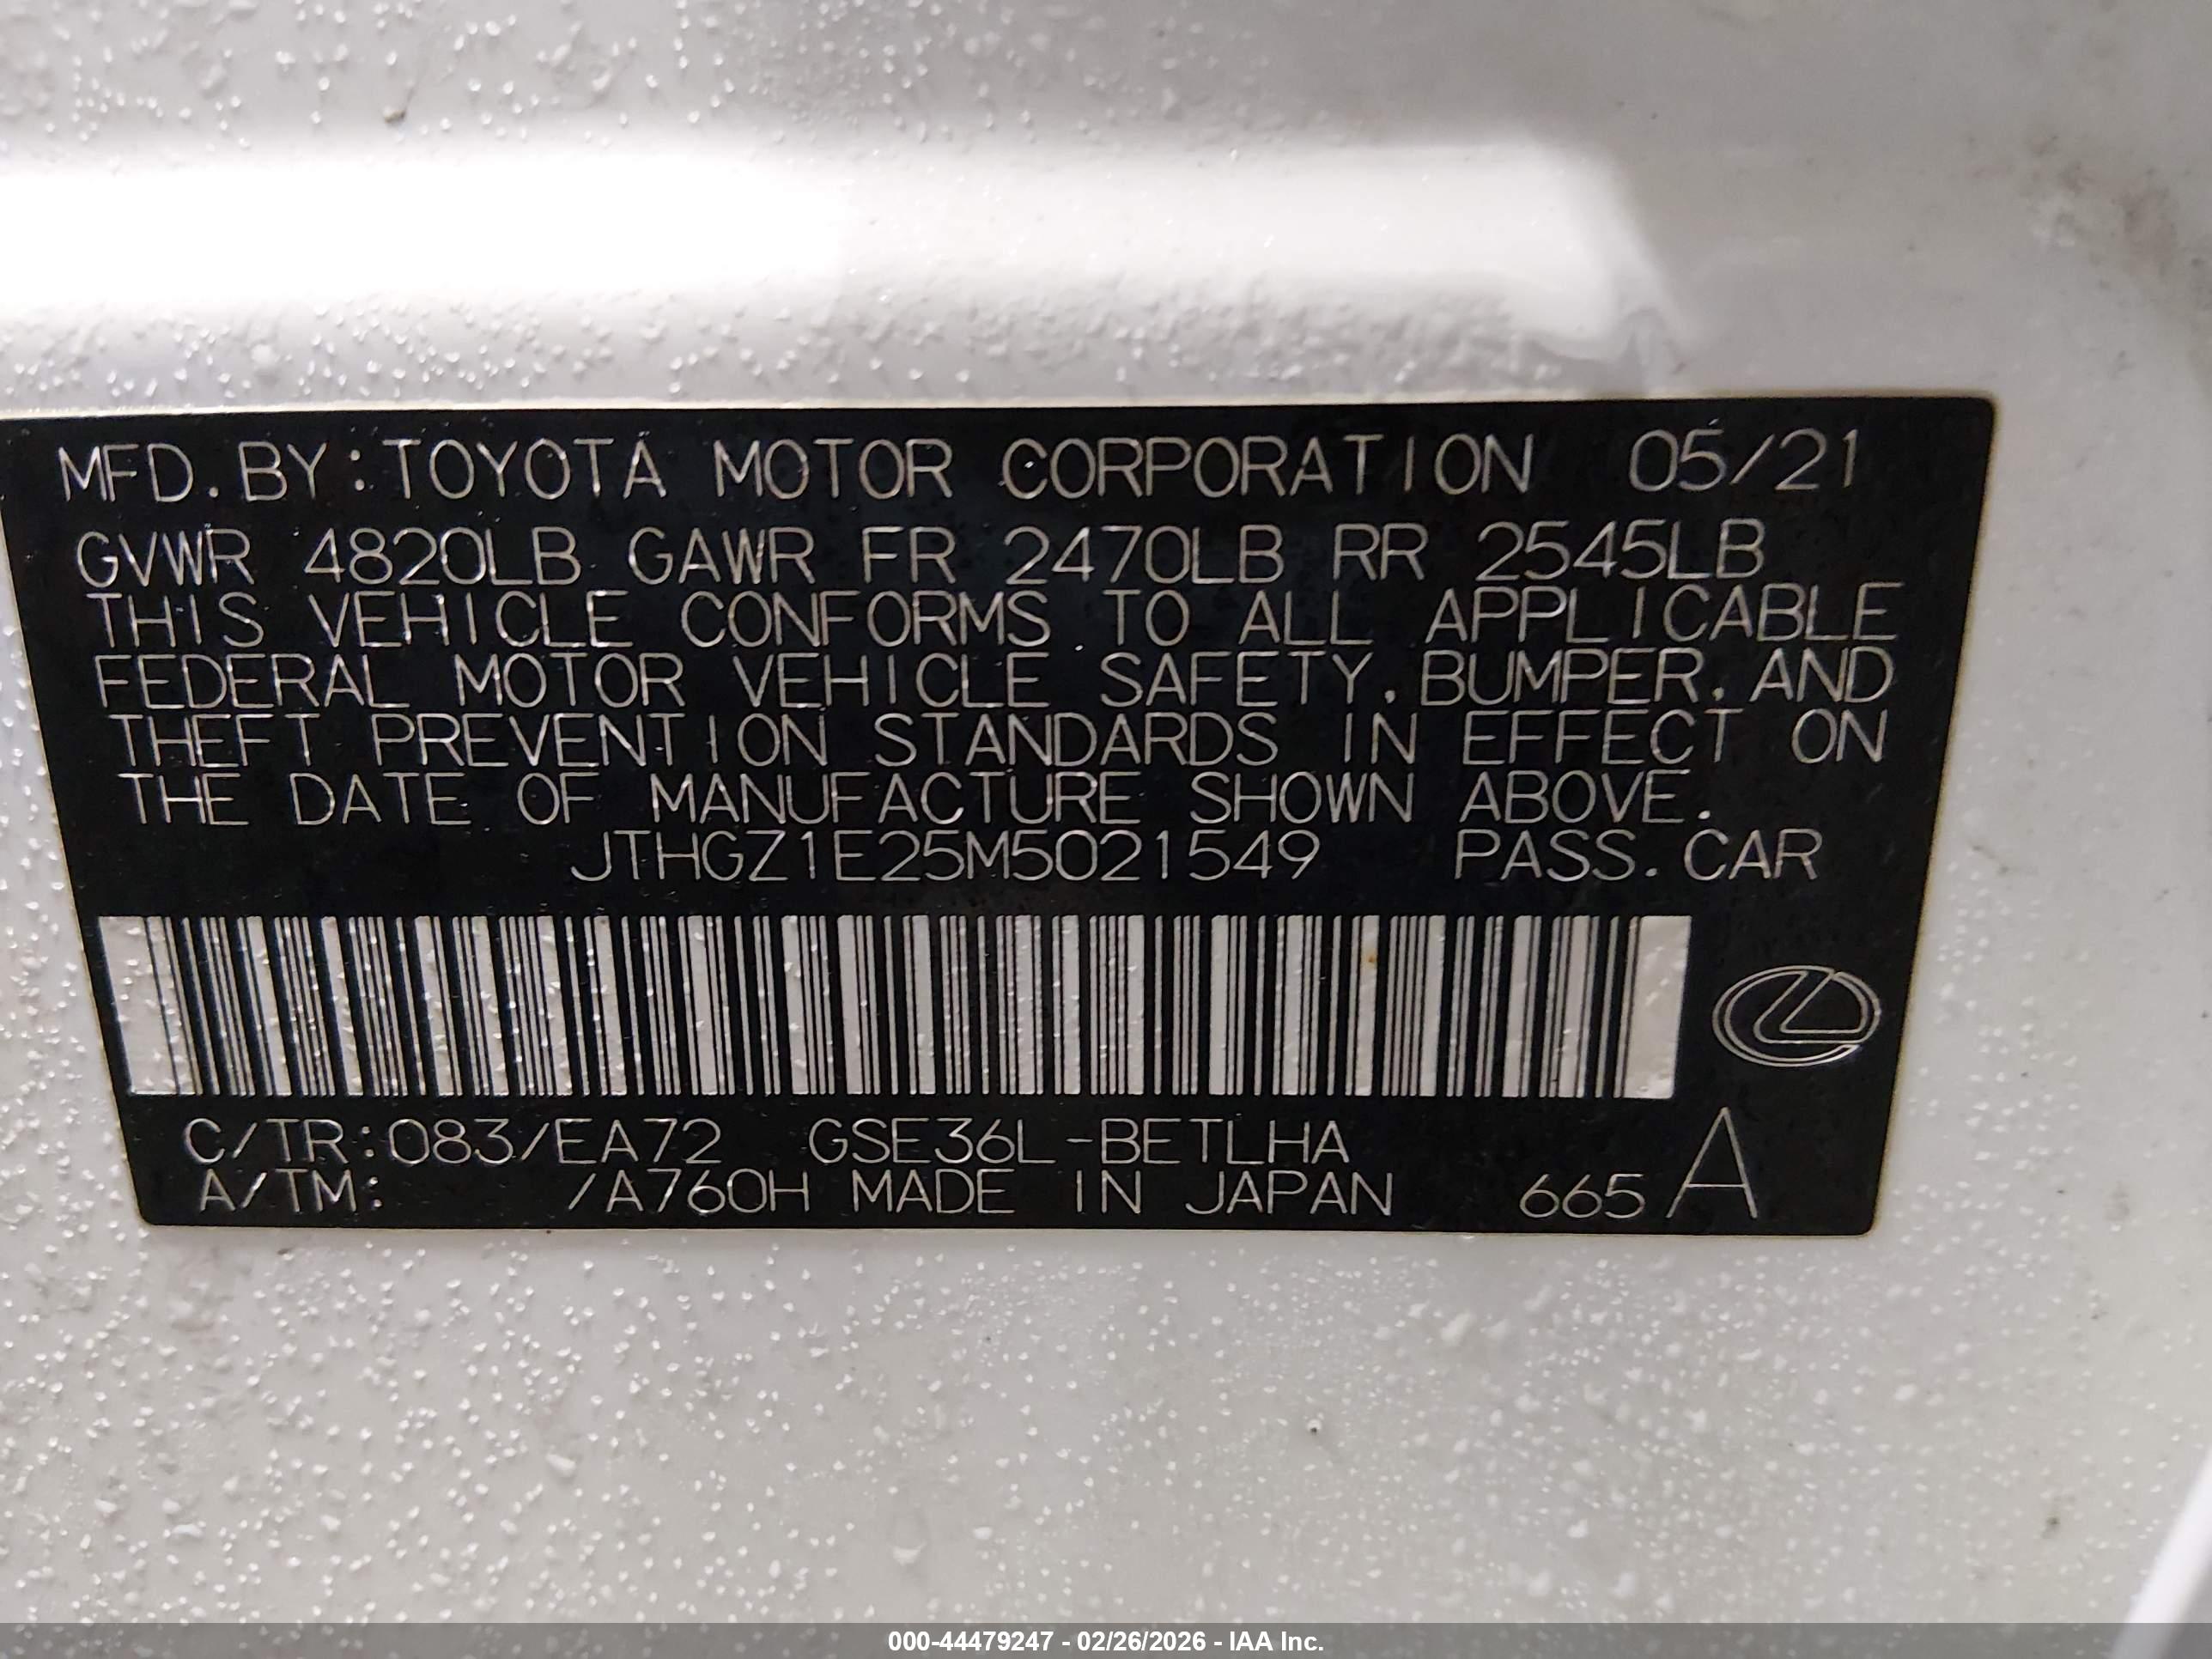 MFD.BY:TOYOTA MOTOR CORPORATION 05/21
GVWR 4820LB GAWR FR 2470LB RR 2545LB
THIS VEHICLE CONFORMS TO ALL APPLICABLE
FEDERAL MOTOR VEHICLE SAFETY,BUMPER,AND
THEFT PREVENTION STANDARDS IN EFFECT ON
THE DATE OF MANUFACTURE SHOWN ABOVE.
JTHGZ1E25M5021549 PASS.CAR
C/TR:083/EA72 GSE36L-BETLHA
A/TM: /A760H MADE IN JAPAN 665 A
000-44479247 - 02/26/2026 - IAA Inc.